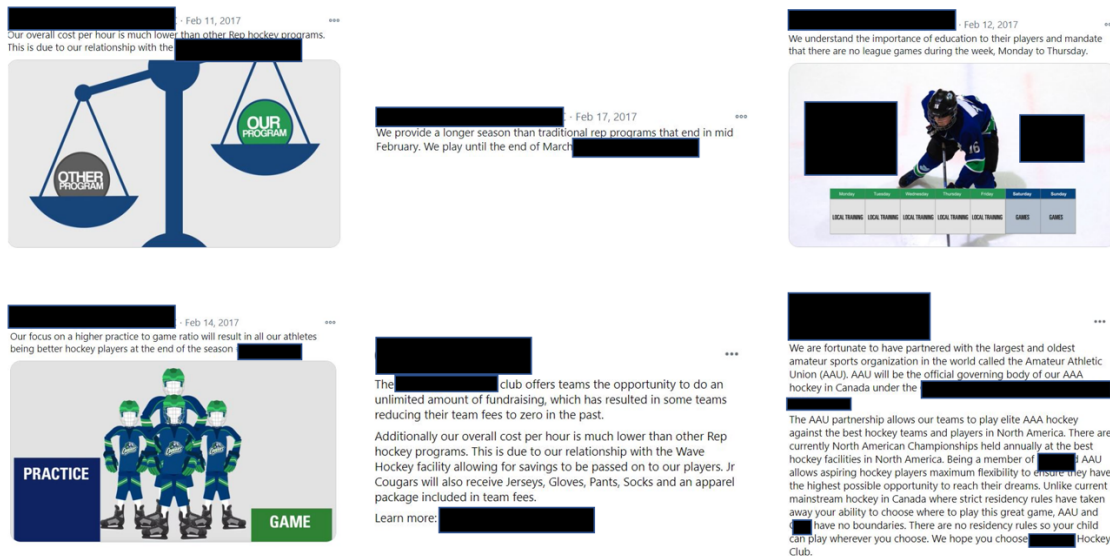 · Feb 11, 2017
Our overall cost per hour is much lower than other Rep hockey programs.
This is due to our relationship with the
OUR
PROGRAM
OTHER
PROGRAM
· Feb 17, 2017
We provide a longer season than traditional rep programs that end in mid
February. We play until the end of March
· Feb 12, 2017
We understand the importance of education to their players and mandate
that there are no league games during the week, Monday to Thursday.
16
Monday Tuesday Wednesday Thursday Friday Saturday Sunday
LOCAL TRAINING LOCAL TRAINING LOCAL TRAINING LOCAL TRAINING LOCAL TRAINING GAMES GAMES
· Feb 14, 2017
Our focus on a higher practice to game ratio will result in all our athletes
being better hockey players at the end of the season
PRACTICE
GAME
The club offers teams the opportunity to do an
unlimited amount of fundraising, which has resulted in some teams
reducing their team fees to zero in the past.
Additionally our overall cost per hour is much lower than other Rep
hockey programs. This is due to our relationship with the Wave
Hockey facility allowing for savings to be passed on to our players. Jr
Cougars will also receive Jerseys, Gloves, Pants, Socks and an apparel
package included in team fees.
Learn more:
We are fortunate to have partnered with the largest and oldest
amateur sports organization in the world called the Amateur Athletic
Union (AAU). AAU will be the official governing body of our AAA
hockey in Canada under the
The AAU partnership allows our teams to play elite AAA hockey
against the best hockey teams and players in North America. There are
currently North American Championships held annually at the best
hockey facilities in North America. Being a member of AAU
allows aspiring hockey players maximum flexibility to ensure they have
the highest possible opportunity to reach their dreams. Unlike current
mainstream hockey in Canada where strict residency rules have taken
away your ability to choose where to play this great game, AAU and
have no boundaries. There are no residency rules so your child
can play wherever you choose. We hope you choose Hockey
Club.